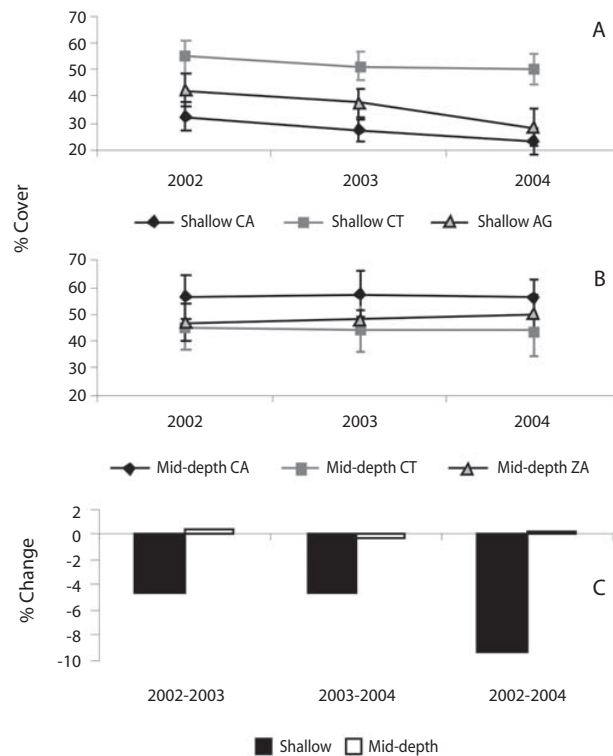 70
60
50
40
30
20
A
2002 2003 2004
Shallow CA Shallow CT Shallow AG
% Cover
70
60
50
40
30
20
B
2002 2003 2004
Mid-depth CA Mid-depth CT Mid-depth ZA
2
0
-2
-4
-6
-8
-10
% Change
C
2002-2003 2003-2004 2002-2004
Shallow Mid-depth